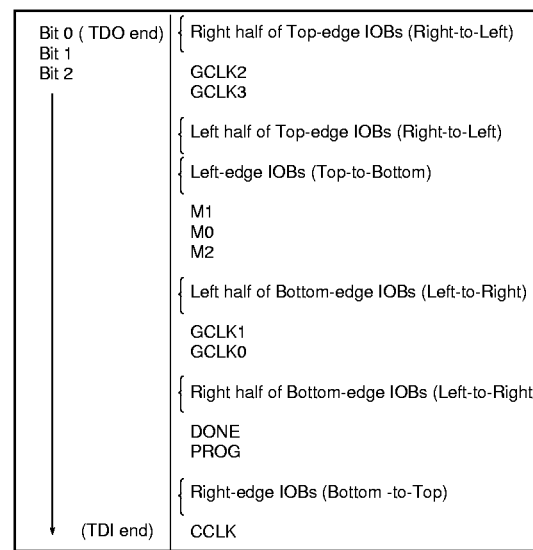 Bit 0 ( TDO end)
Bit 1
Bit 2
Right half of Top-edge IOBs (Right-to-Left)
GCLK2
GCLK3
Left half of Top-edge IOBs (Right-to-Left)
Left-edge IOBs (Top-to-Bottom)
M1
M0
M2
Left half of Bottom-edge IOBs (Left-to-Right)
GCLK1
GCLK0
Right half of Bottom-edge IOBs (Left-to-Right
DONE
PROG
Right-edge IOBs (Bottom -to-Top)
(TDI end)
CCLK